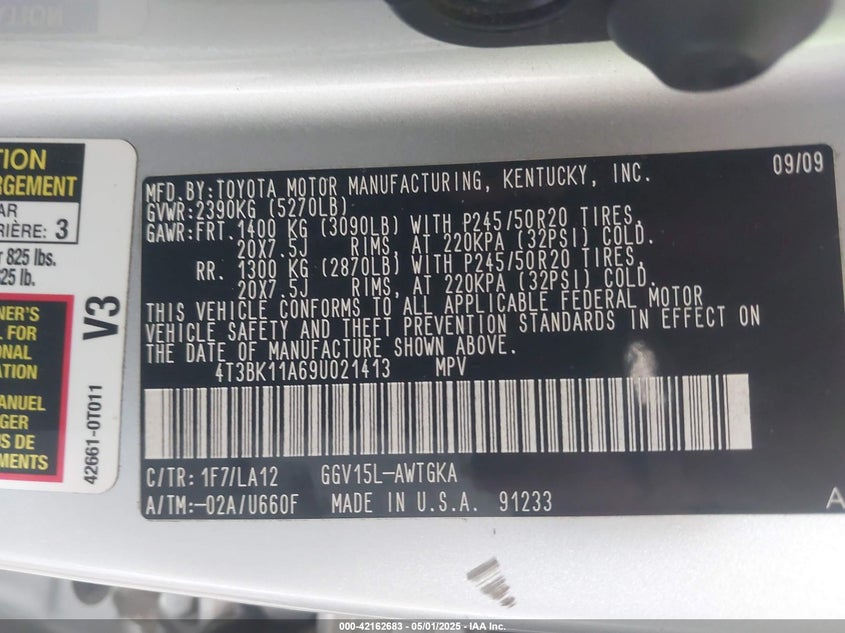 TION
RGEMENT
AR
RIÈRE: 3
825 lbs.
25 lb.
NER'S
FOR
ONAL
ATION
ANUEL
GER
US DE
MENTS
V3
42661-0T011
09/09
MFD.BY:TOYOTA MOTOR MANUFACTURING, KENTUCKY, INC.
GVWR:2390KG (5270LB)
GAWR:FRT.1400 KG (3090LB) WITH P245/50R20 TIRES,
20X7.5J RIMS, AT 220KPA (32PSI) COLD.
RR. 1300 KG (2870LB) WITH P245/50R20 TIRES,
20X7.5J RIMS, AT 220KPA (32PSI) COLD.
THIS VEHICLE CONFORMS TO ALL APPLICABLE FEDERAL MOTOR
VEHICLE SAFETY AND THEFT PREVENTION STANDARDS IN EFFECT ON
THE DATE OF MANUFACTURE SHOWN ABOVE.
4T3BK11A69U021413 MPV
C/TR: 1F7/LA12 GGV15L-AWTGKA
A/TM:-02A/U660F MADE IN U.S.A. 91233
A
000-42162683 - 05/01/2025 - IAA Inc.